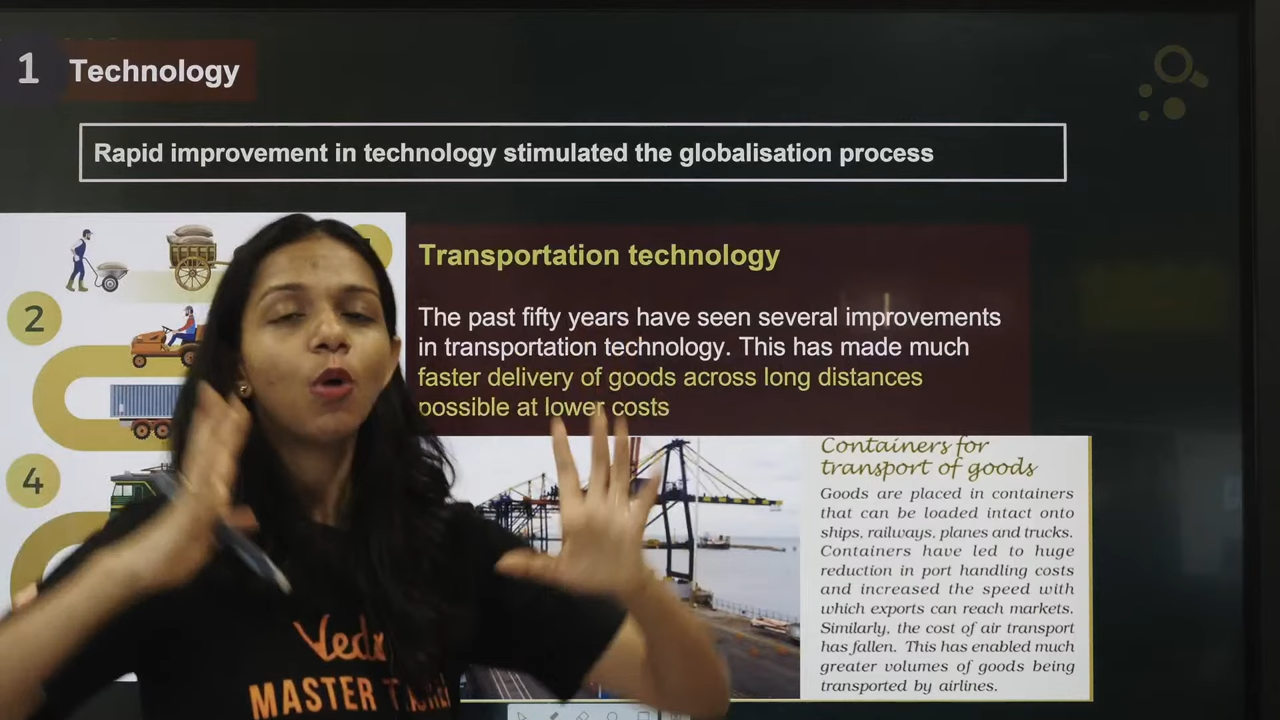 1 Technology
Rapid improvement in technology stimulated the globalisation process
2
4
Transportation technology
The past fifty years have seen several improvements
in transportation technology. This has made much
faster delivery of goods across long distances
possible at lower costs
Containers for
transport of goods
Goods are placed in containers
that can be loaded intact onto
ships, railways, planes and trucks.
Containers have led to huge
reduction in port handling costs
and increased the speed with
which exports can reach markets.
Similarly, the cost of air transport
has fallen. This has enabled much
greater volumes of goods being
transported by airlines.
MASTER